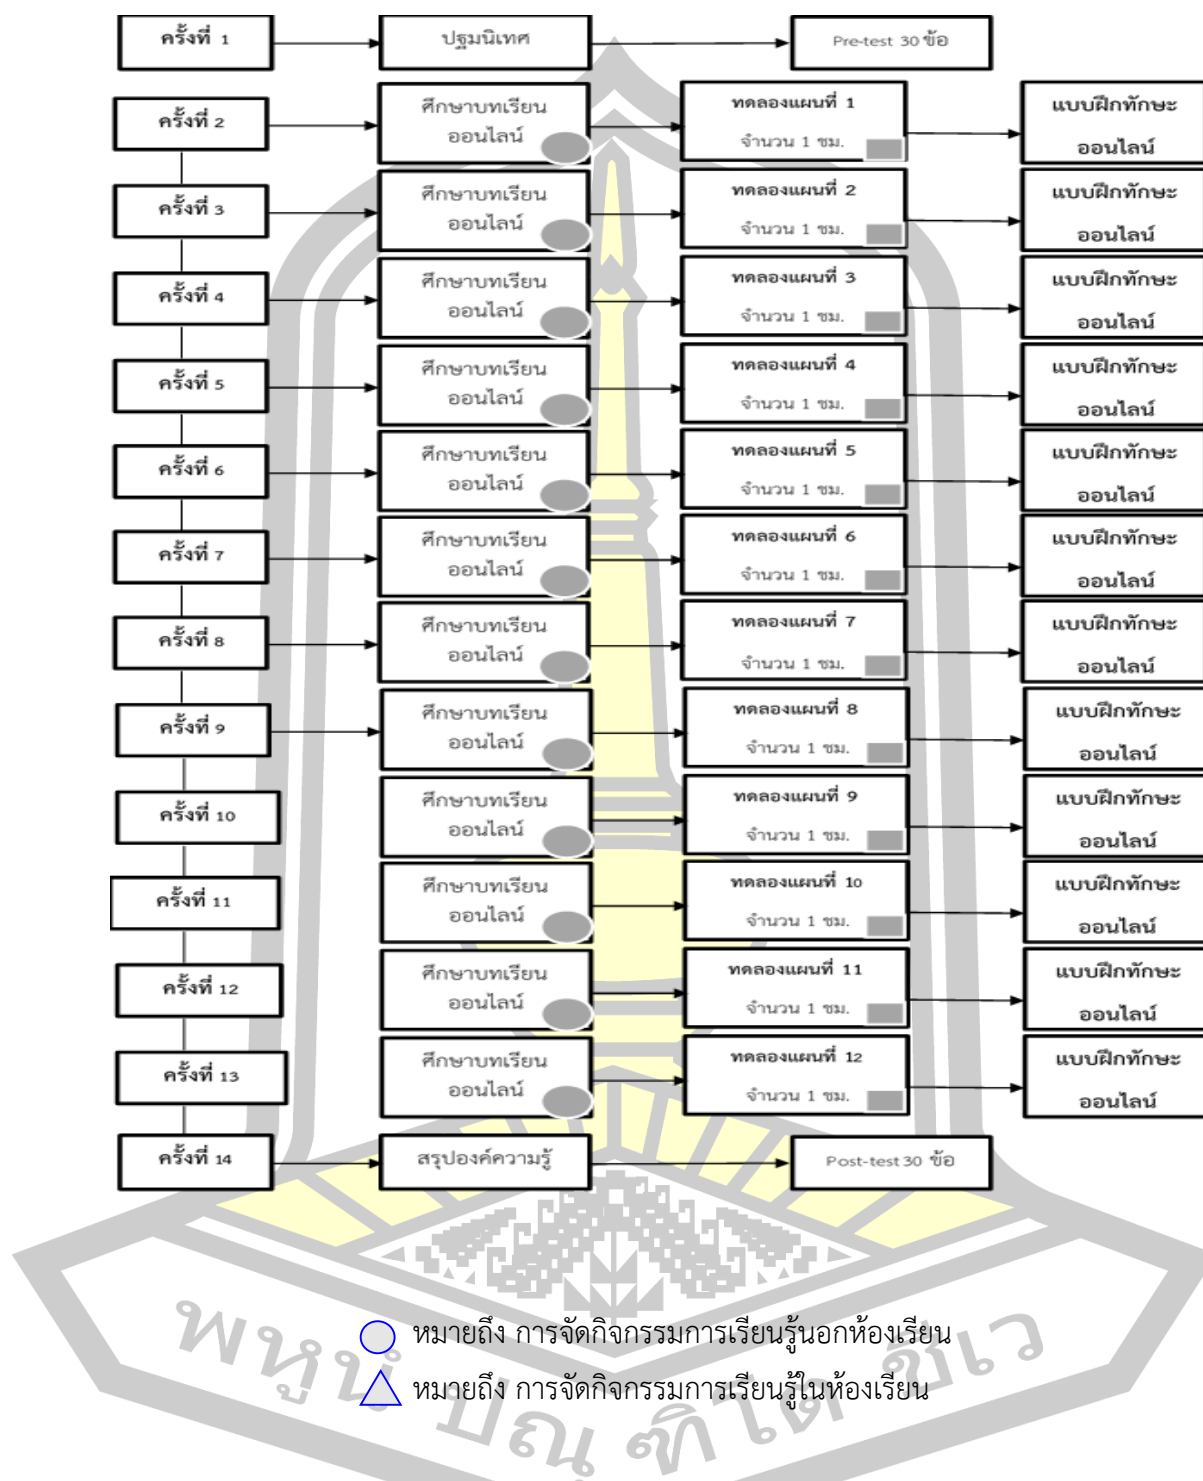 ครั้งที่ 1
ปฐมนิเทศ
Pre-test 30 ข้อ
ครั้งที่ 2
ศึกษาบทเรียน
ออนไลน์
ทดลองแผนที่ 1
จำนวน 1 ชม.
แบบฝึกทักษะ
ออนไลน์
ครั้งที่ 3
ศึกษาบทเรียน
ออนไลน์
ทดลองแผนที่ 2
จำนวน 1 ชม.
แบบฝึกทักษะ
ออนไลน์
ครั้งที่ 4
ศึกษาบทเรียน
ออนไลน์
ทดลองแผนที่ 3
จำนวน 1 ชม.
แบบฝึกทักษะ
ออนไลน์
ครั้งที่ 5
ศึกษาบทเรียน
ออนไลน์
ทดลองแผนที่ 4
จำนวน 1 ชม.
แบบฝึกทักษะ
ออนไลน์
ครั้งที่ 6
ศึกษาบทเรียน
ออนไลน์
ทดลองแผนที่ 5
จำนวน 1 ชม.
แบบฝึกทักษะ
ออนไลน์
ครั้งที่ 7
ศึกษาบทเรียน
ออนไลน์
ทดลองแผนที่ 6
จำนวน 1 ชม.
แบบฝึกทักษะ
ออนไลน์
ครั้งที่ 8
ศึกษาบทเรียน
ออนไลน์
ทดลองแผนที่ 7
จำนวน 1 ชม.
แบบฝึกทักษะ
ออนไลน์
ครั้งที่ 9
ศึกษาบทเรียน
ออนไลน์
ทดลองแผนที่ 8
จำนวน 1 ชม.
แบบฝึกทักษะ
ออนไลน์
ครั้งที่ 10
ศึกษาบทเรียน
ออนไลน์
ทดลองแผนที่ 9
จำนวน 1 ชม.
แบบฝึกทักษะ
ออนไลน์
ครั้งที่ 11
ศึกษาบทเรียน
ออนไลน์
ทดลองแผนที่ 10
จำนวน 1 ชม.
แบบฝึกทักษะ
ออนไลน์
ครั้งที่ 12
ศึกษาบทเรียน
ออนไลน์
ทดลองแผนที่ 11
จำนวน 1 ชม.
แบบฝึกทักษะ
ออนไลน์
ครั้งที่ 13
ศึกษาบทเรียน
ออนไลน์
ทดลองแผนที่ 12
จำนวน 1 ชม.
แบบฝึกทักษะ
ออนไลน์
ครั้งที่ 14
สรุปองค์ความรู้
Post-test 30 ข้อ
หมายถึง การจัดกิจกรรมการเรียนรู้นอกห้องเรียน
หมายถึง การจัดกิจกรรมการเรียนรู้ในห้องเรียน
พหูนํ ปณฺฑิโต ชีเว